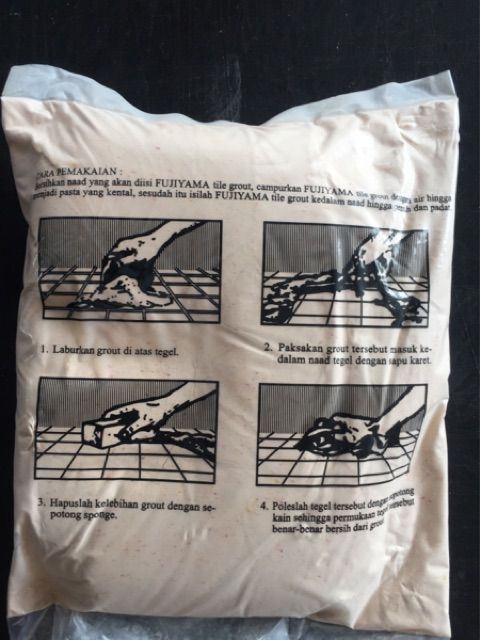 CARA PEMAKAIAN :
Bersihkan naad yang akan diisi FUJIYAMA tile grout, campurkan FUJIYAMA tile grout dengan air hingga
menjadi pasta yang kental, sesudah itu isilah FUJIYAMA tile grout kedalam naad hingga penuh dan padat.
1. Laburkan grout di atas tegel.
2. Paksakan grout tersebut masuk ke-
dalam naad tegel dengan sapu karet.
3. Hapuslah kelebihan grout dengan se-
potong sponge.
4. Poleslah tegel tersebut dengan sepotong
kain sehingga permukaan tegel tersebut
benar-benar bersih dari grout